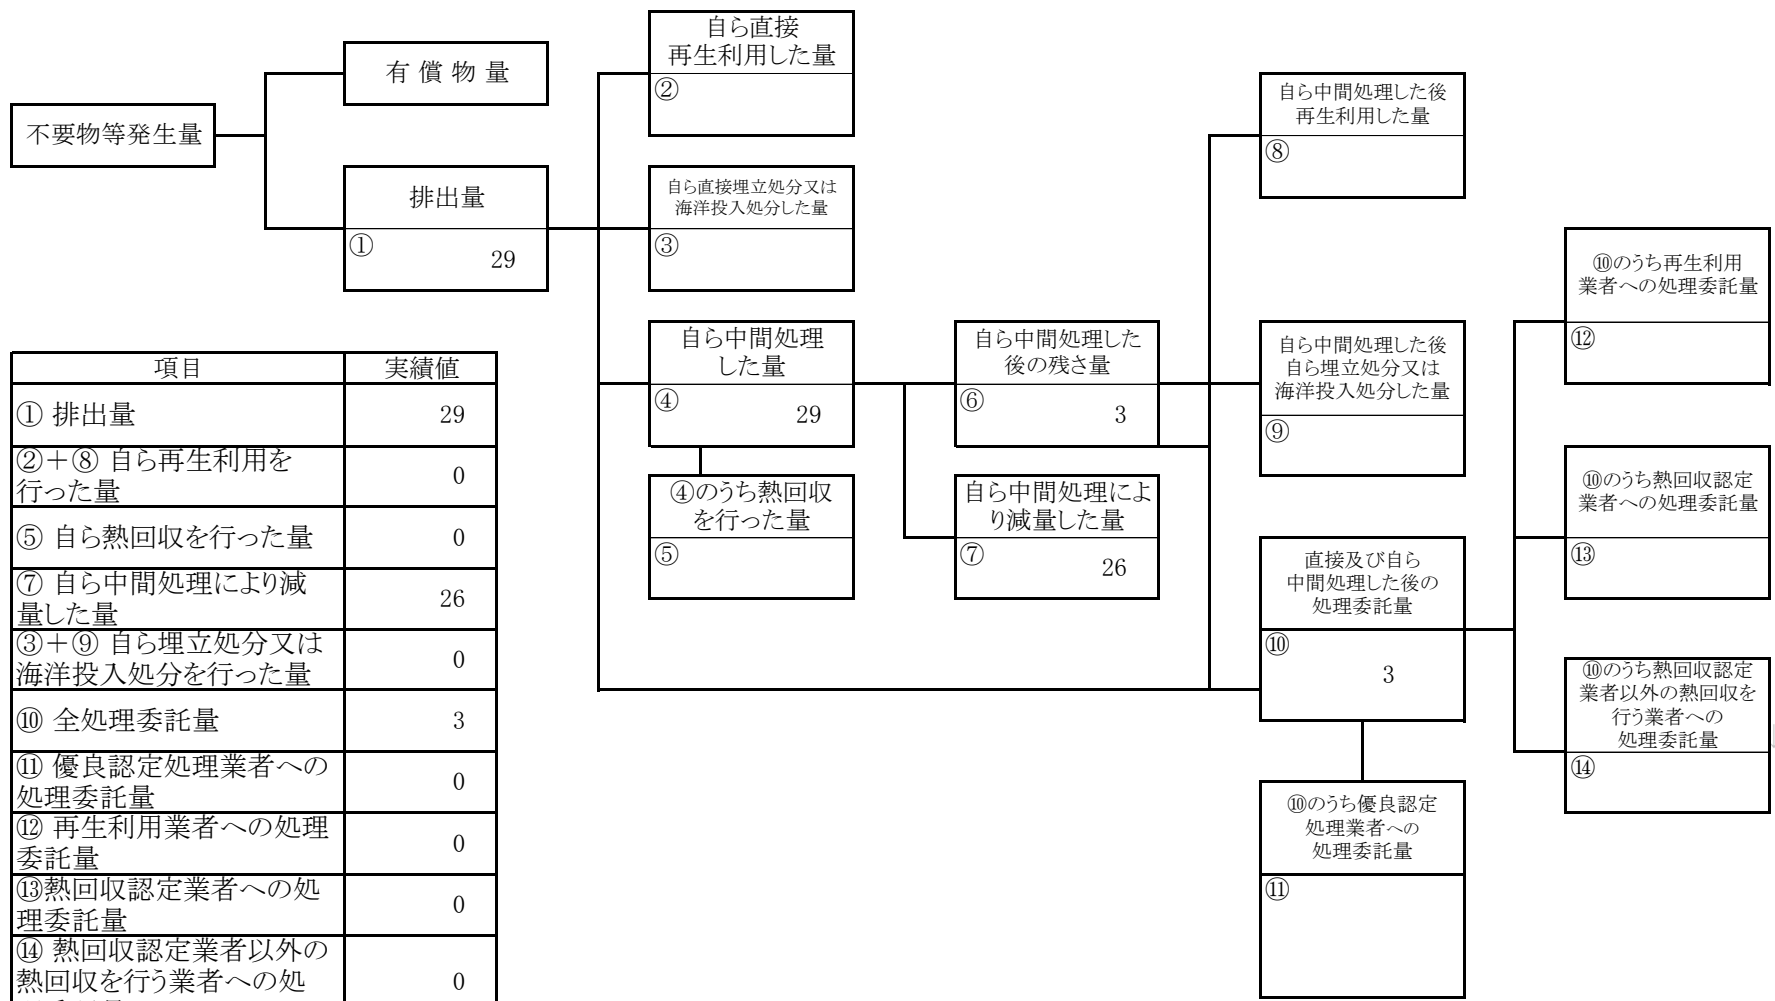 不要物等発生量
有 償 物 量
排出量
①
29
自ら直接
再生利用した量
②
自ら直接埋立処分又は
海洋投入処分した量
③
自ら中間処理
した量
④
29
④のうち熱回収
を行った量
⑤
自ら中間処理した
後の残さ量
⑥
3
自ら中間処理によ
り減量した量
⑦
26
自ら中間処理した後
再生利用した量
⑧
自ら中間処理した後
自ら埋立処分又は
海洋投入処分した量
⑨
直接及び自ら
中間処理した後の
処理委託量
⑩
3
⑩のうち優良認定
処理業者への
処理委託量
⑪
⑩のうち再生利用
業者への処理委託量
⑫
⑩のうち熱回収認定
業者への処理委託量
⑬
⑩のうち熱回収認定
業者以外の熱回収を
行う業者への
処理委託量
⑭
項目 実績値
① 排出量 29
②+⑧ 自ら再生利用を
行った量 0
⑤ 自ら熱回収を行った量 0
⑦ 自ら中間処理により減
量した量 26
③+⑨ 自ら埋立処分又は
海洋投入処分を行った量 0
⑩ 全処理委託量 3
⑪ 優良認定処理業者への
処理委託量 0
⑫ 再生利用業者への処理
委託量 0
⑬熱回収認定業者への処
理委託量 0
⑭ 熱回収認定業者以外の
熱回収を行う業者への処 0